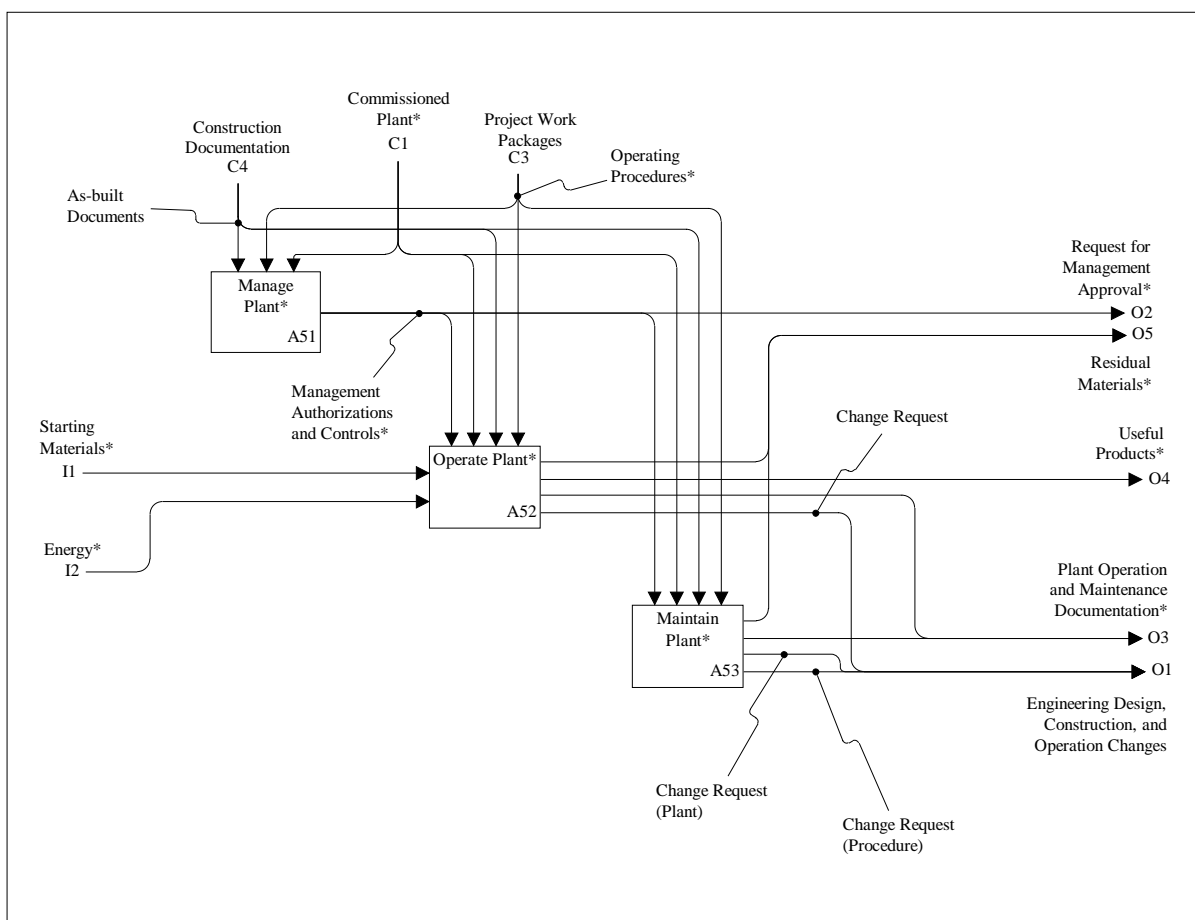 Commissioned
Plant*
C1
Construction
Documentation
C4
Project Work
Packages
C3
Operating
Procedures*
As-built
Documents
Request for
Management
Approval*
O2
O5
Residual
Materials*
Manage
Plant*
A51
Management
Authorizations
and Controls*
Change Request
Starting
Materials*
I1
Useful
Products*
O4
Operate Plant*
A52
Energy*
I2
Plant Operation
and Maintenance
Documentation*
O3
Maintain
Plant*
A53
O1
Engineering Design,
Construction, and
Operation Changes
Change Request
(Plant)
Change Request
(Procedure)